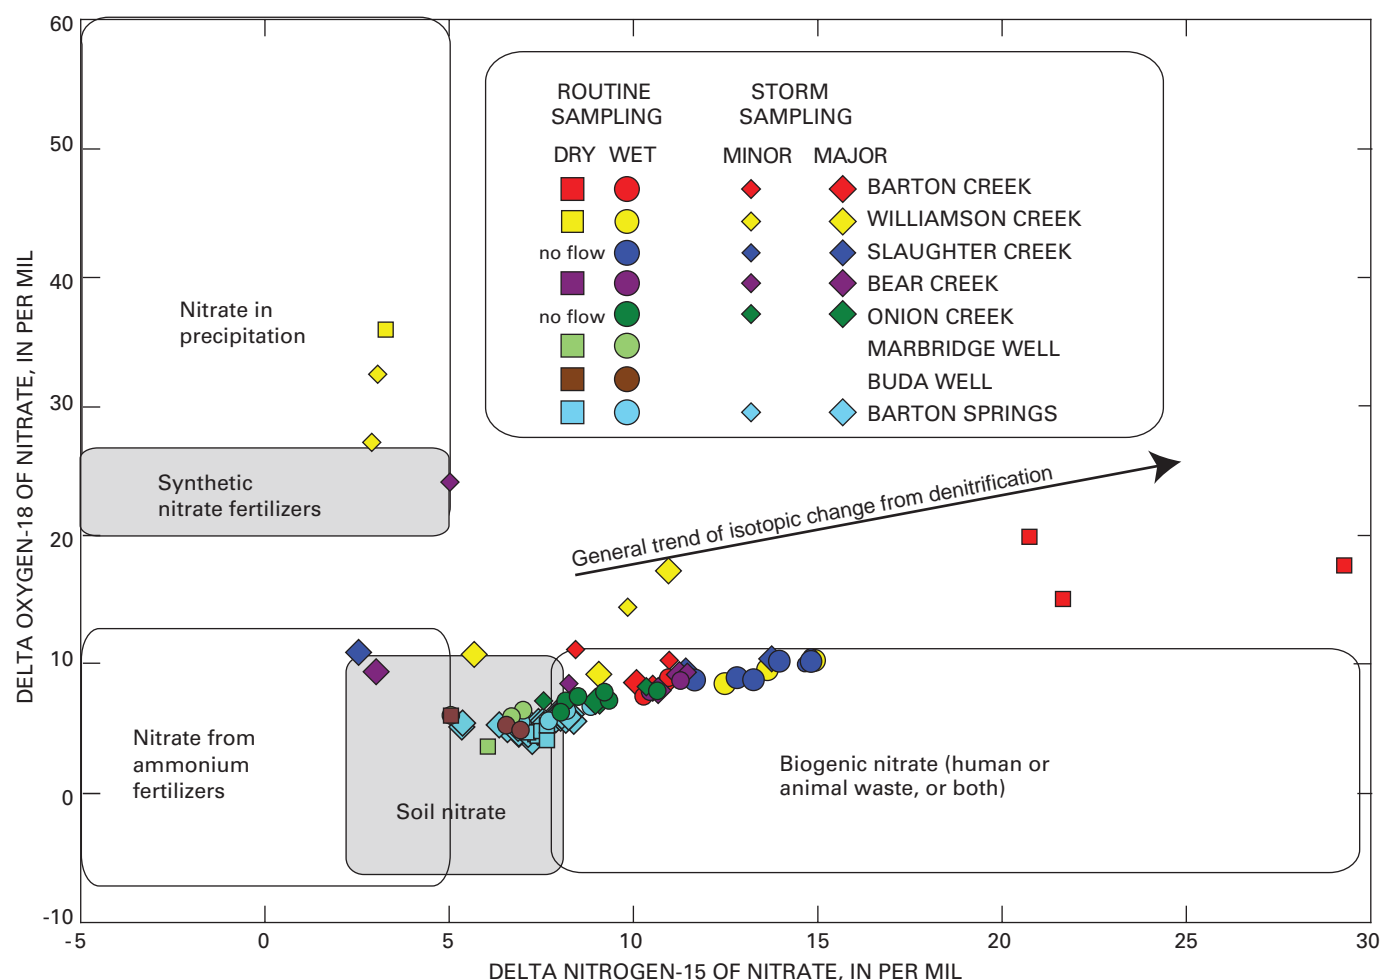 60
50
40
30
20
10
0
-10
DELTA OXYGEN-18 OF NITRATE, IN PER MIL
ROUTINE SAMPLING
STORM SAMPLING
DRY WET MINOR MAJOR
BARTON CREEK
WILLIAMSON CREEK
no flow SLAUGHTER CREEK
BEAR CREEK
no flow ONION CREEK
MARBRIDGE WELL
BUDA WELL
BARTON SPRINGS
Nitrate in
precipitation
Synthetic
nitrate fertilizers
General trend of isotopic change from denitrification
Nitrate from
ammonium
fertilizers
Soil nitrate
Biogenic nitrate (human or
animal waste, or both)
-5 0 5 10 15 20 25 30
DELTA NITROGEN-15 OF NITRATE, IN PER MIL